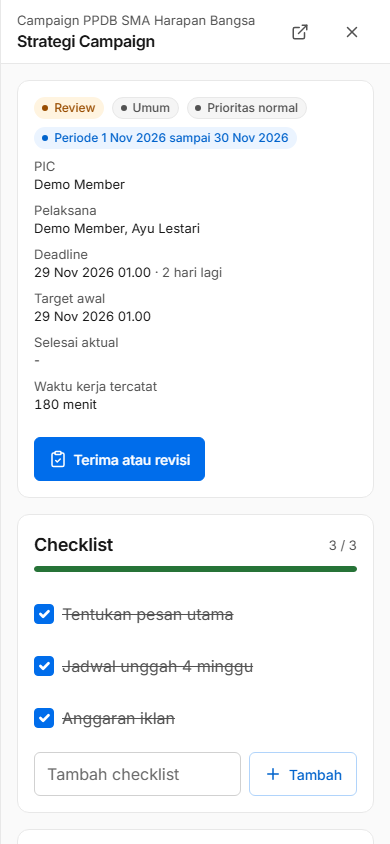 Campaign PPDB SMA Harapan Bangsa
Strategi Campaign
Review
Umum
Prioritas normal
Periode 1 Nov 2026 sampai 30 Nov 2026
PIC
Demo Member
Pelaksana
Demo Member, Ayu Lestari
Deadline
29 Nov 2026 01.00 · 2 hari lagi
Target awal
29 Nov 2026 01.00
Selesai aktual
-
Waktu kerja tercatat
180 menit
Terima atau revisi
Checklist
3 / 3
Tentukan pesan utama
Jadwal unggah 4 minggu
Anggaran iklan
Tambah checklist
Tambah